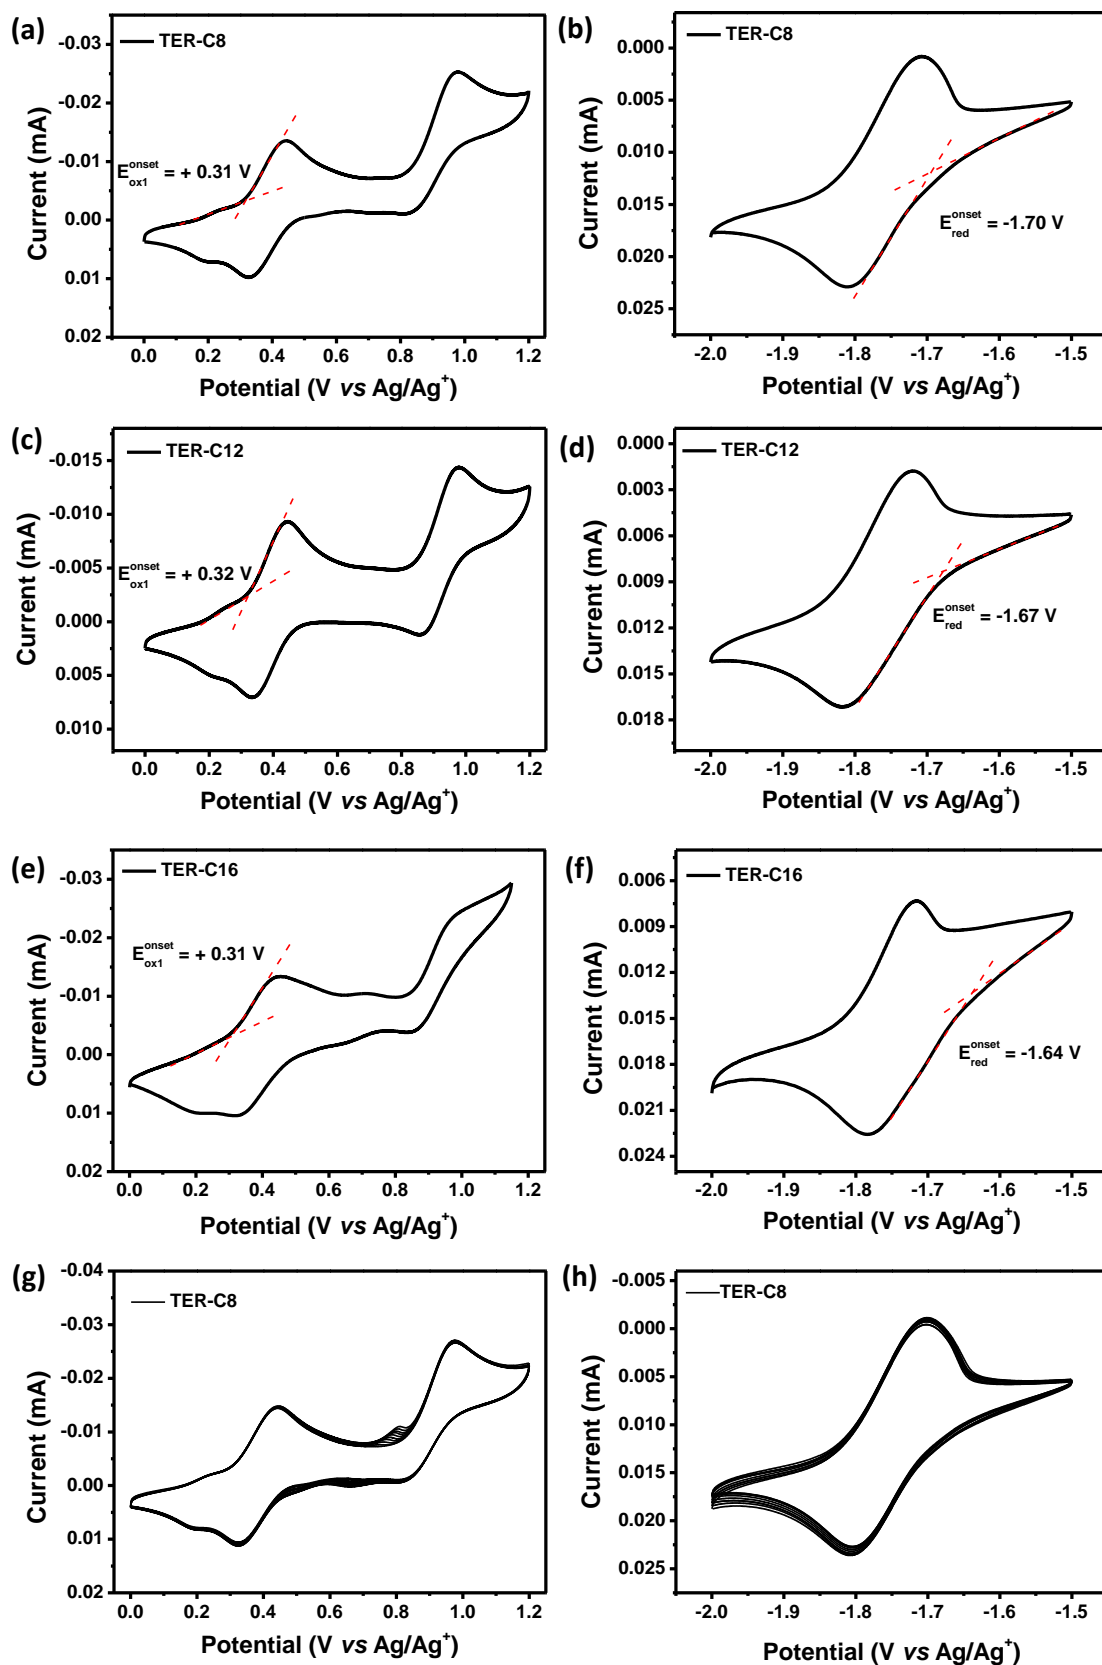 (a)
TER-C8
E onset ox1 = + 0.31 V
-0.03
-0.02
-0.01
0.00
0.01
0.02
Current (mA)
0.0 0.2 0.4 0.6 0.8 1.0 1.2
Potential (V vs Ag/Ag+)
(b)
TER-C8
E onset red = -1.70 V
0.000
0.005
0.010
0.015
0.020
0.025
Current (mA)
-2.0 -1.9 -1.8 -1.7 -1.6 -1.5
Potential (V vs Ag/Ag+)
(c)
TER-C12
E onset ox1 = + 0.32 V
-0.015
-0.010
-0.005
0.000
0.005
0.010
Current (mA)
0.0 0.2 0.4 0.6 0.8 1.0 1.2
Potential (V vs Ag/Ag+)
(d)
TER-C12
E onset red = -1.67 V
0.000
0.003
0.006
0.009
0.012
0.015
0.018
Current (mA)
-2.0 -1.9 -1.8 -1.7 -1.6 -1.5
Potential (V vs Ag/Ag+)
(e)
TER-C16
E onset ox1 = + 0.31 V
-0.03
-0.02
-0.01
0.00
0.01
0.02
Current (mA)
0.0 0.2 0.4 0.6 0.8 1.0 1.2
Potential (V vs Ag/Ag+)
(f)
TER-C16
E onset red = -1.64 V
0.006
0.009
0.012
0.015
0.018
0.021
0.024
Current (mA)
-2.0 -1.9 -1.8 -1.7 -1.6 -1.5
Potential (V vs Ag/Ag+)
(g)
TER-C8
-0.04
-0.03
-0.02
-0.01
0.00
0.01
0.02
Current (mA)
0.0 0.2 0.4 0.6 0.8 1.0 1.2
Potential (V vs Ag/Ag+)
(h)
TER-C8
-0.005
0.000
0.005
0.010
0.015
0.020
0.025
Current (mA)
-2.0 -1.9 -1.8 -1.7 -1.6 -1.5
Potential (V vs Ag/Ag+)